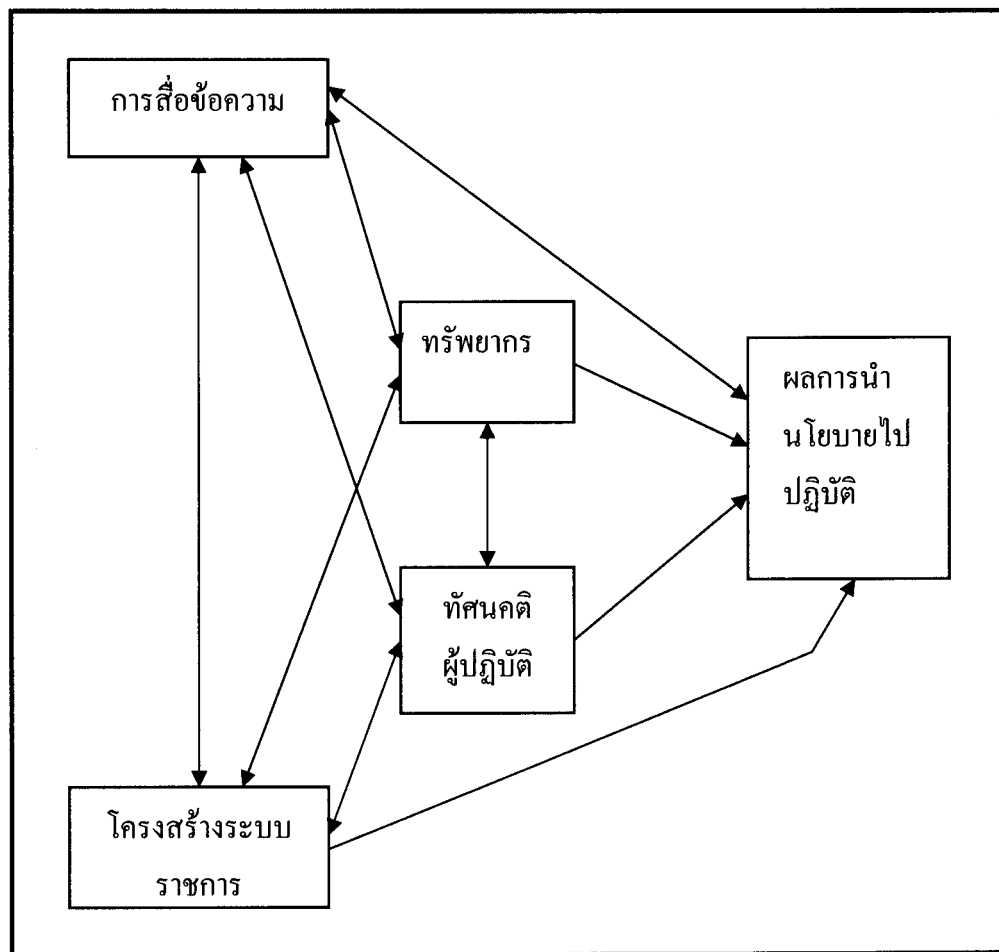 การสื่อข้อความ
ทรัพยากร
ผลการนำ
นโยบายไป
ปฏิบัติ
ทัศนคติ
ผู้ปฏิบัติ
โครงสร้างระบบ
ราชการ